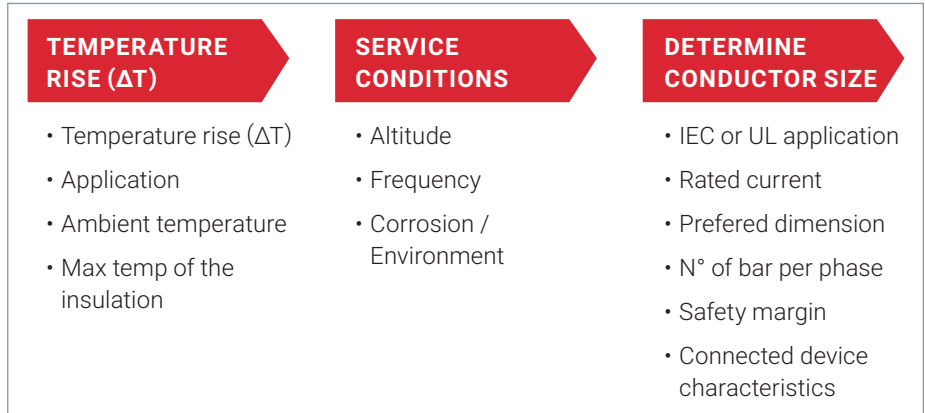 TEMPERATURE
RISE (ΔT)
• Temperature rise (ΔT)
• Application
• Ambient temperature
• Max temp of the
insulation
SERVICE
CONDITIONS
• Altitude
• Frequency
• Corrosion /
Environment
DETERMINE
CONDUCTOR SIZE
• IEC or UL application
• Rated current
• Prefered dimension
• N° of bar per phase
• Safety margin
• Connected device
characteristics